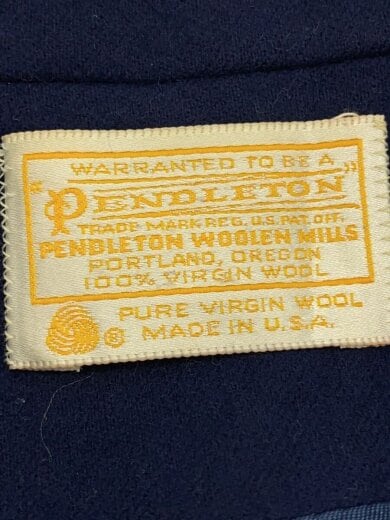 WARRANTED TO BE A
"PENDLETON"
TRADE MARK REG. U.S. PAT. OFF.
PENDLETON WOOLEN MILLS
PORTLAND, OREGON
100% VIRGIN WOOL
® PURE VIRGIN WOOL
MADE IN U.S.A.